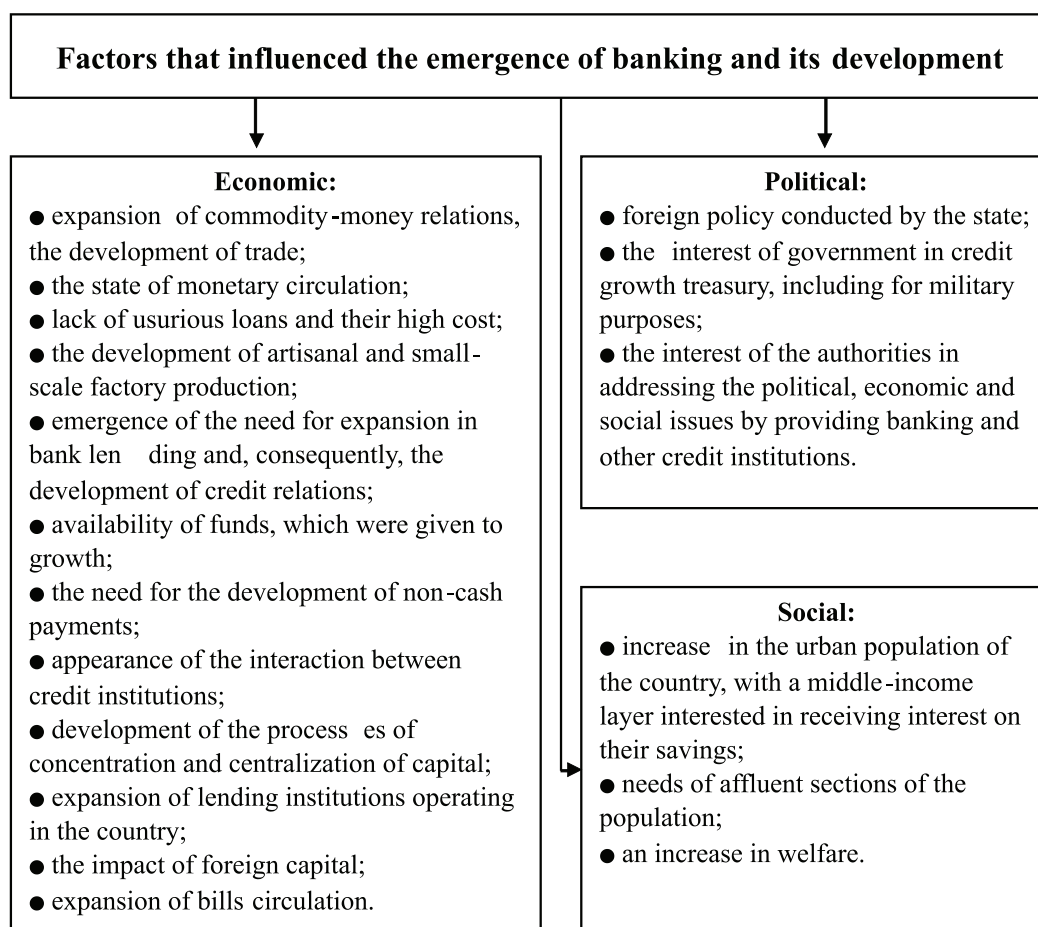 Factors that influenced the emergence of banking and its development
Economic:
● expansion of commodity-money relations,
the development of trade;
● the state of monetary circulation;
● lack of usurious loans and their high cost;
● the development of artisanal and small-
scale factory production;
● emergence of the need for expansion in
bank len ding and, consequently, the
development of credit relations;
● availability of funds, which were given to
growth;
● the need for the development of non-cash
payments;
● appearance of the interaction between
credit institutions;
● development of the process es of
concentration and centralization of capital;
● expansion of lending institutions operating
in the country;
● the impact of foreign capital;
● expansion of bills circulation.
Political:
● foreign policy conducted by the state;
● the interest of government in credit
growth treasury, including for military
purposes;
● the interest of the authorities in
addressing the political, economic and
social issues by providing banking and
other credit institutions.
Social:
● increase in the urban population of
the country, with a middle-income
layer interested in receiving interest on
their savings;
● needs of affluent sections of the
population;
● an increase in welfare.